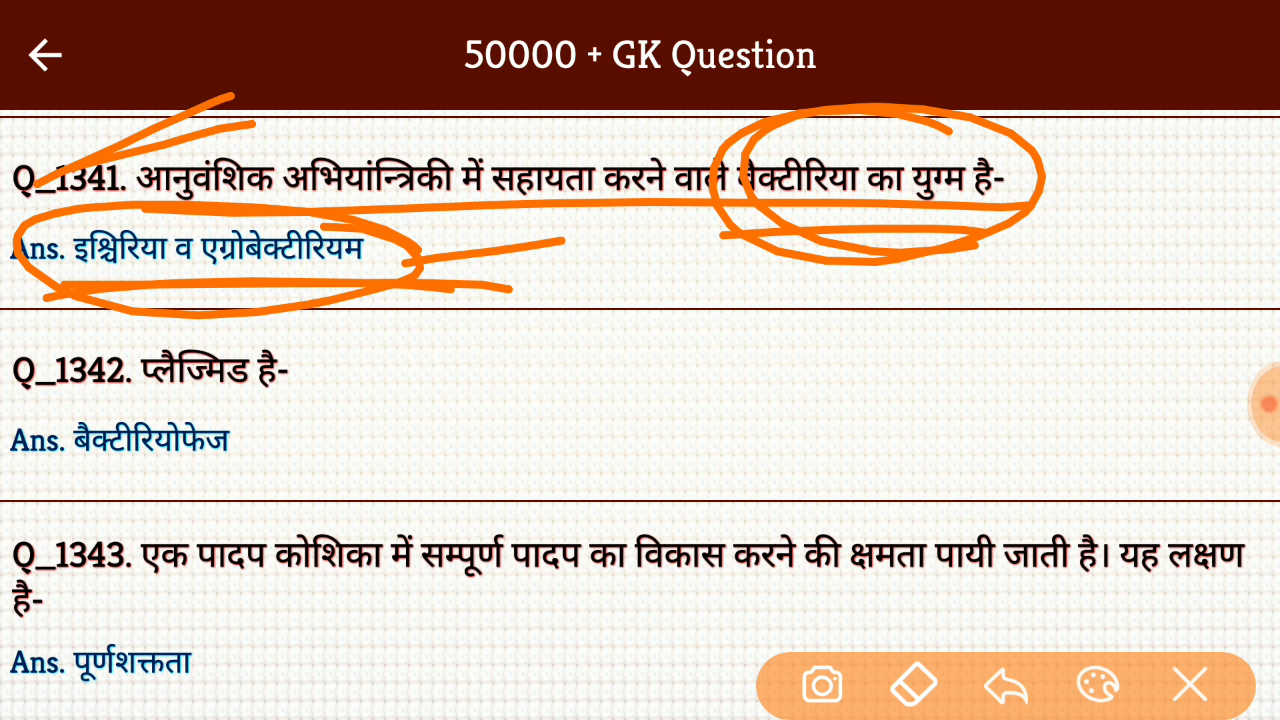 50000 + GK Question
Q_1341. आनुवंशिक अभियांन्त्रिकी में सहायता करने वाले बैक्टीरिया का युग्म है-
Ans. इश्चिरिया व एग्रोबेक्टीरियम
Q_1342. प्लैज्मिड है-
Ans. बैक्टीरियोफेज
Q_1343. एक पादप कोशिका में सम्पूर्ण पादप का विकास करने की क्षमता पायी जाती है। यह लक्षण
है-
Ans. पूर्णशक्तता